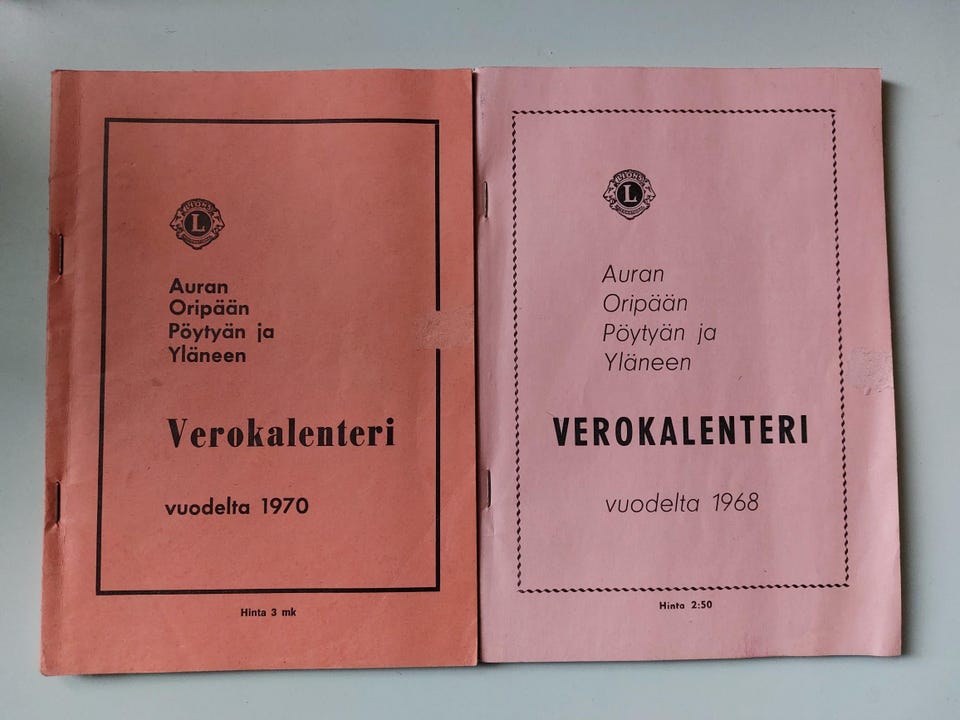 L
Auran
Oripään
Pöytyän ja
Yläneen
Verokalenteri
vuodelta 1970
Hinta 3 mk
L
Auran
Oripään
Pöytyän ja
Yläneen
VEROKALENTERI
vuodelta 1968
Hinta 2:50